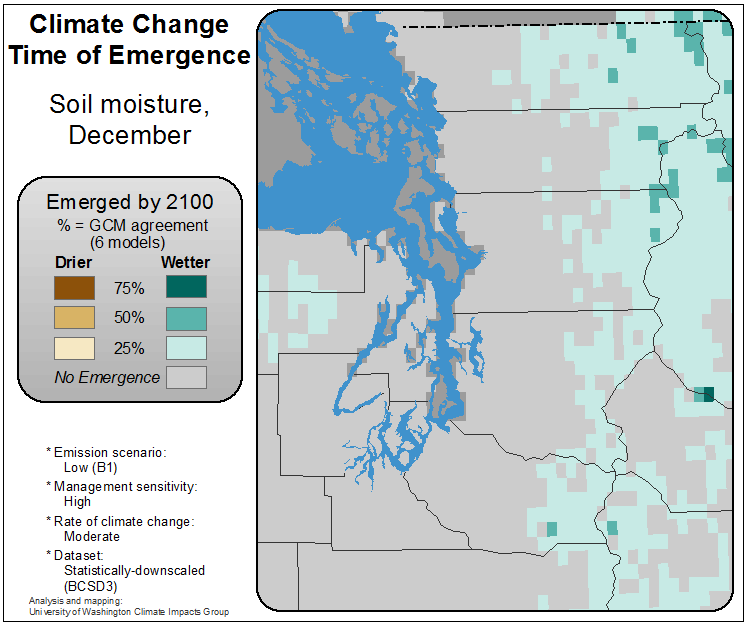 Climate Change
Time of Emergence
Soil moisture,
December
Emerged by 2100
% = GCM agreement
(6 models)
Drier Wetter
75%
50%
25%
No Emergence
* Emission scenario:
Low (B1)
* Management sensitivity:
High
* Rate of climate change:
Moderate
* Dataset:
Statistically-downscaled
(BCSD3)
Analysis and mapping:
University of Washington Climate Impacts Group